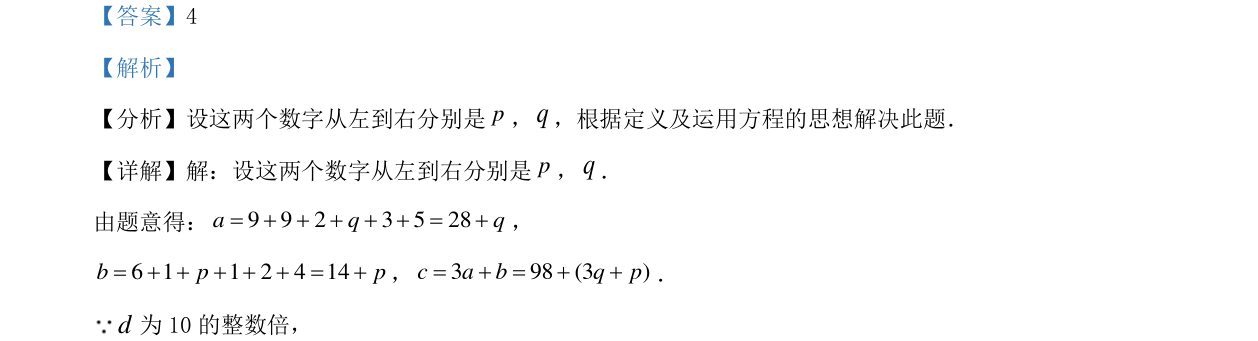 【答案】4
【解析】
【分析】设这两个数字从左到右分别是 p，q，根据定义及运用方程的思想解决此题．
【详解】解：设这两个数字从左到右分别是 p，q．
由题意得：a=9+9+2+q+3+5=28+q，
b=6+1+p+1+2+4=14+p，c=3a+b=98+(3q+p)．
∵d 为 10 的整数倍，